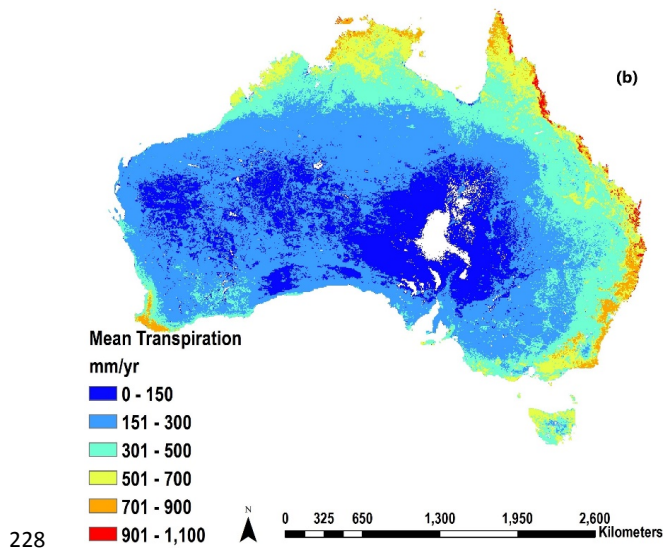 (b)
Mean Transpiration
mm/yr
0 - 150
151 - 300
301 - 500
501 - 700
701 - 900
901 - 1,100
N
0 325 650 1,300 1,950 2,600
Kilometers
228